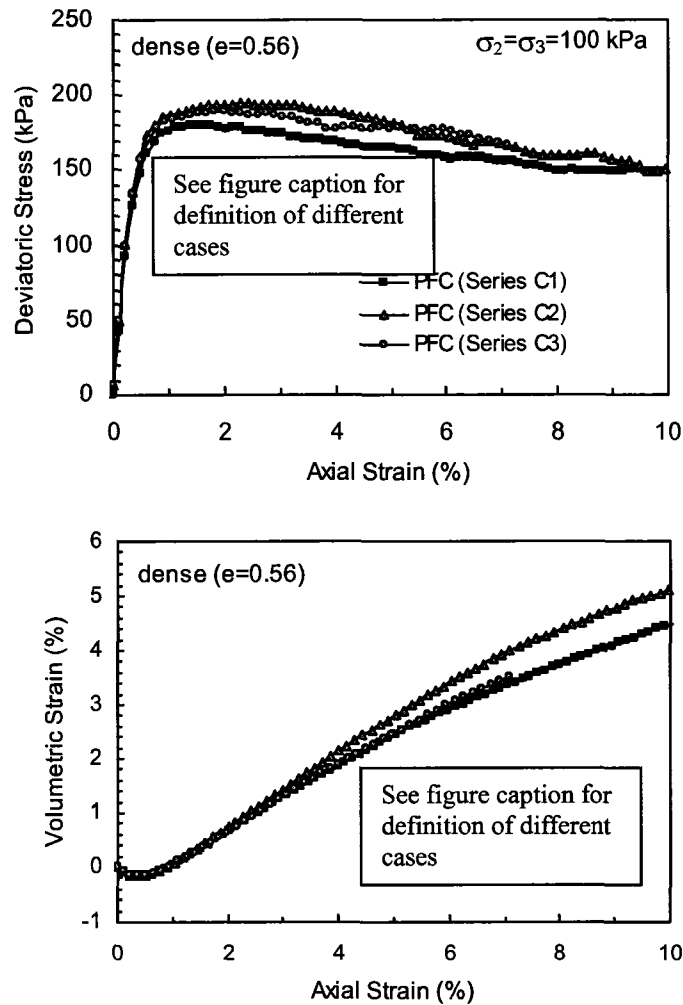 250
200
150
100
50
0
Deviatoric Stress (kPa)
dense (e=0.56)
σ₂=σ₃=100 kPa
See figure caption for
definition of different
cases
PFC (Series C1)
PFC (Series C2)
PFC (Series C3)
0 2 4 6 8 10
Axial Strain (%)
6
5
4
3
2
1
0
-1
Volumetric Strain (%)
dense (e=0.56)
See figure caption for
definition of different
cases
0 2 4 6 8 10
Axial Strain (%)